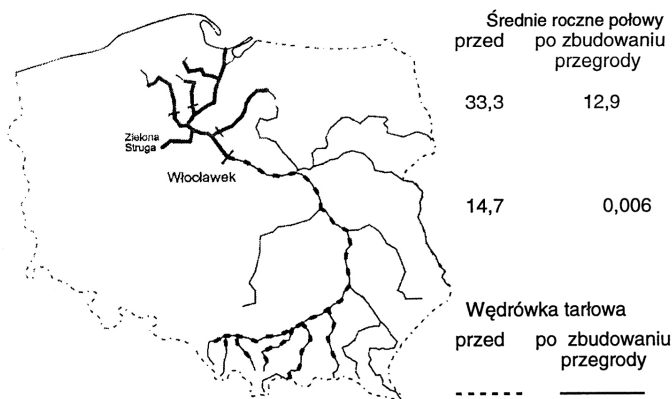 Średnie roczne połowy
przed po zbudowaniu
przegrody
33,3 12,9
Zielona
Struga
Włocławek
14,7 0,006
Wędrówka tarłowa
przed po zbudowaniu
przegrody